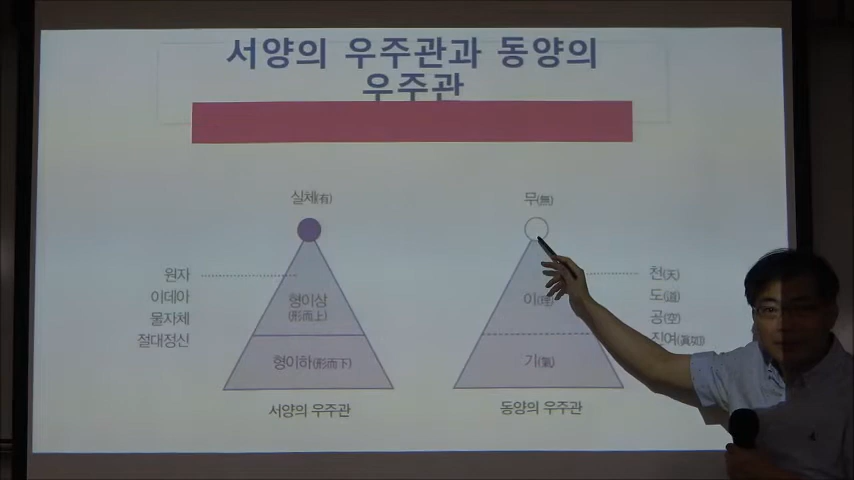 서양의 우주관과 동양의
우주관
실체(有)
원자
이데아
물자체
절대정신
형이상
(形而上)
형이하(形而下)
서양의 우주관
무(無)
이(理)
기(氣)
천(天)
도(道)
공(空)
진여(眞如)
동양의 우주관